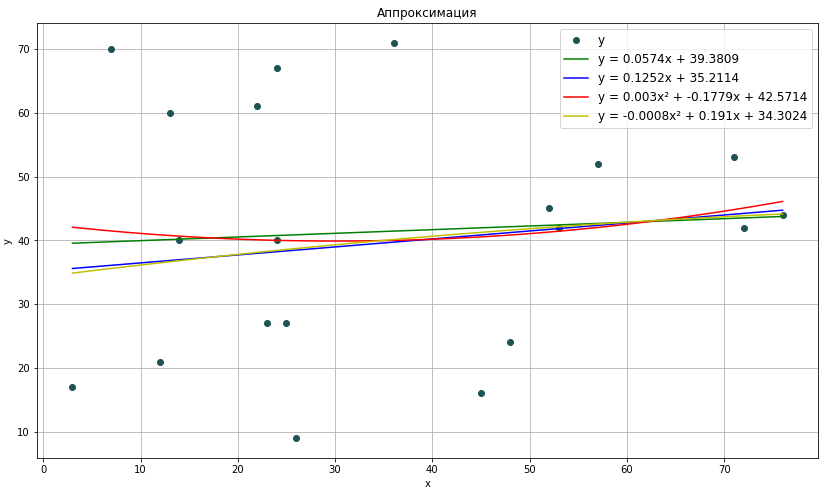 Аппроксимация
y
y = 0.0574x + 39.3809
y = 0.1252x + 35.2114
y = 0.003x² + -0.1779x + 42.5714
y = -0.0008x² + 0.191x + 34.3024
70
60
50
40
30
20
10
y
0 10 20 30 40 50 60 70
x